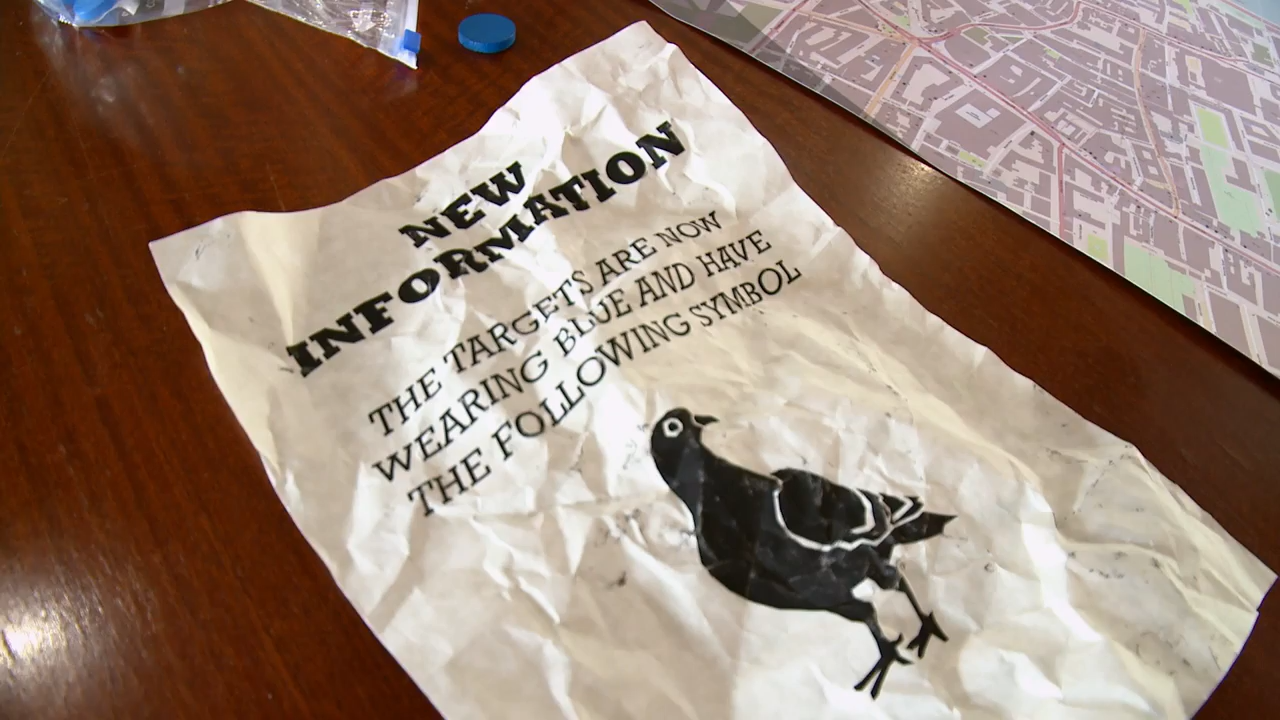 NEW
INFORMATION
THE TARGETS ARE NOW
WEARING BLUE AND HAVE
THE FOLLOWING SYMBOL